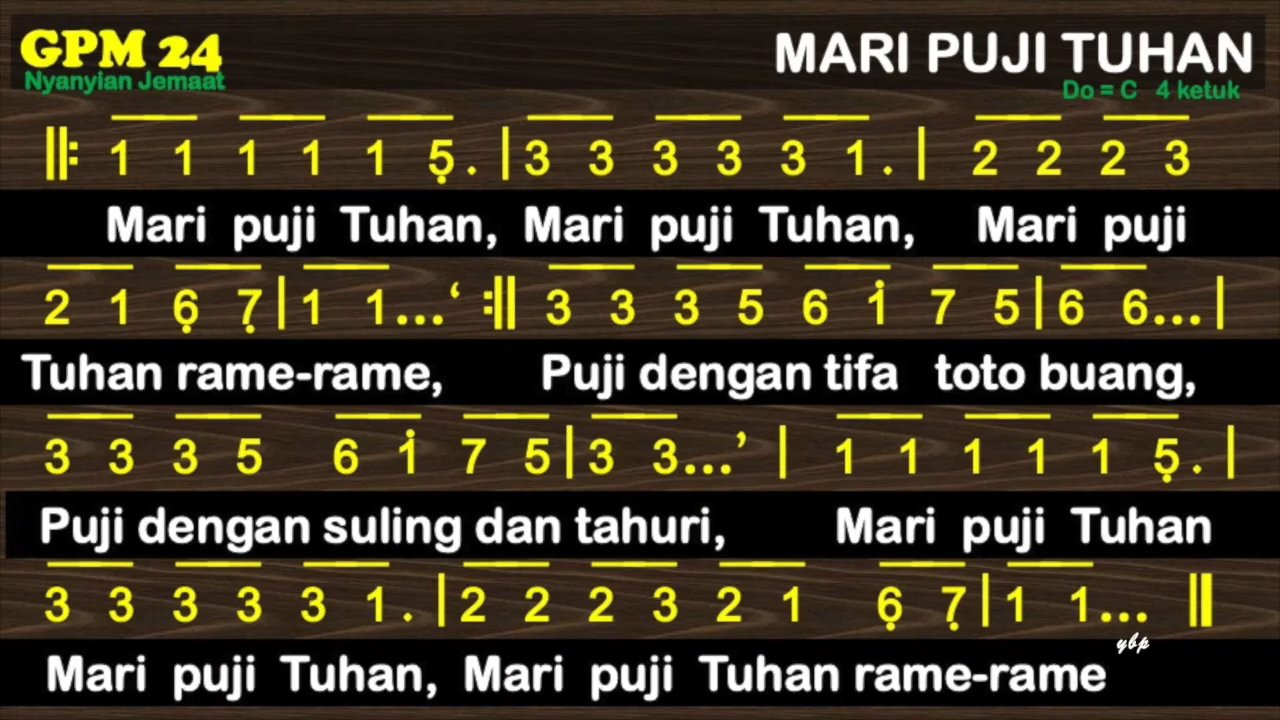 GPM 24
Nyanyian Jemaat
MARI PUJI TUHAN
Do = C 4 ketuk
||: 1 1 1 1 1 5̣ . | 3 3 3 3 3 1 . | 2 2 2 3
Mari puji Tuhan, Mari puji Tuhan, Mari puji
2 1 6̣ 7̣ | 1 1...‘ :|| 3 3 3 5 6 1̇ 7 5 | 6 6... |
Tuhan rame-rame, Puji dengan tifa toto buang,
3 3 3 5 6 1̇ 7 5 | 3 3...’ | 1 1 1 1 1 5̣ . |
Puji dengan suling dan tahuri, Mari puji Tuhan
3 3 3 3 3 1 . | 2 2 2 3 2 1 6̣ 7̣ | 1 1... ||
ybp
Mari puji Tuhan, Mari puji Tuhan rame-rame